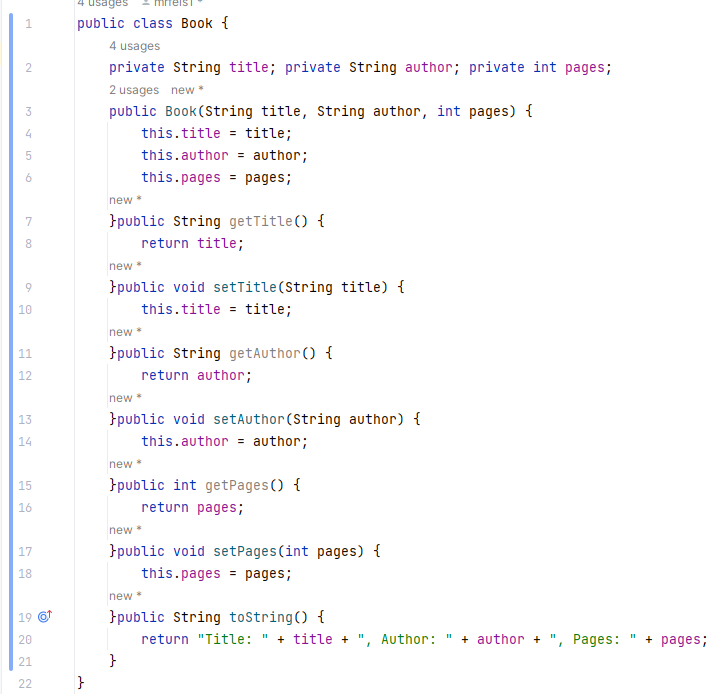 4 usages mrfels1 *
1 public class Book {
4 usages
2 private String title; private String author; private int pages;
2 usages new *
3 public Book(String title, String author, int pages) {
4 this.title = title;
5 this.author = author;
6 this.pages = pages;
new *
7 }public String getTitle() {
8 return title;
new *
9 }public void setTitle(String title) {
10 this.title = title;
new *
11 }public String getAuthor() {
12 return author;
new *
13 }public void setAuthor(String author) {
14 this.author = author;
new *
15 }public int getPages() {
16 return pages;
new *
17 }public void setPages(int pages) {
18 this.pages = pages;
new *
19 }public String toString() {
20 return "Title: " + title + ", Author: " + author + ", Pages: " + pages;
21 }
22 }